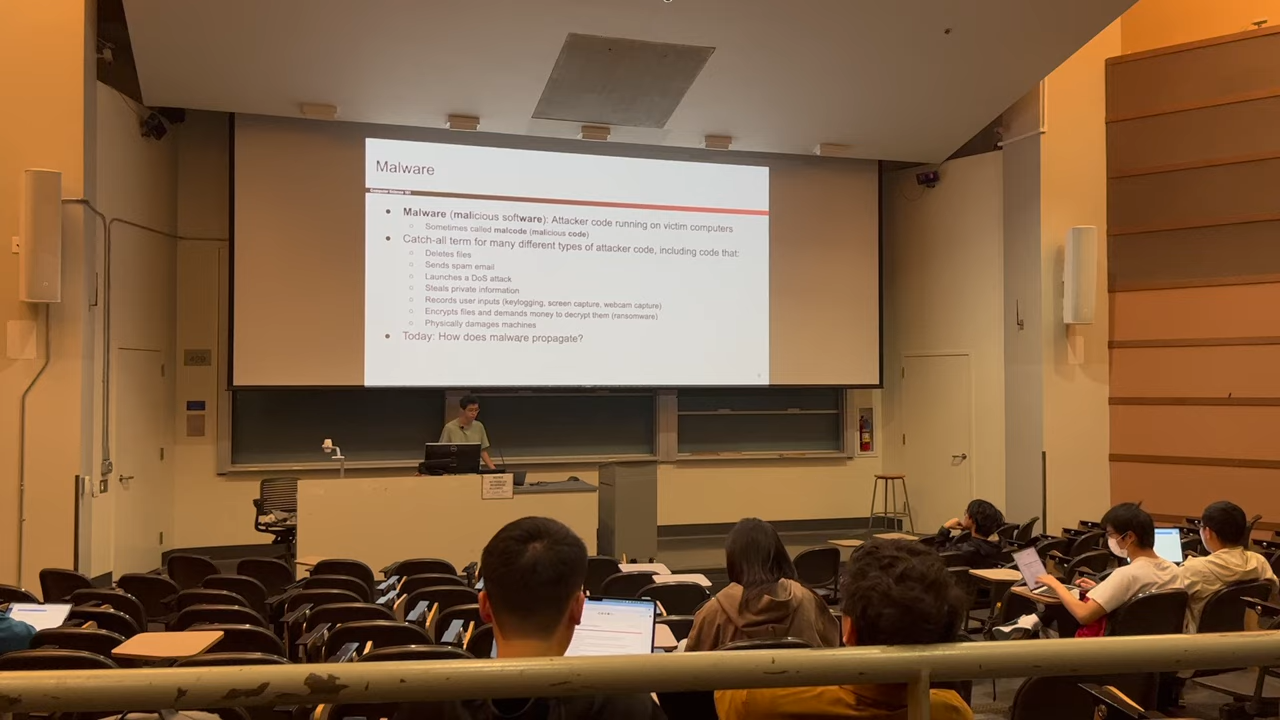 Malware
Computer Science 161
Malware (malicious software): Attacker code running on victim computers
Sometimes called malcode (malicious code)
Catch-all term for many different types of attacker code, including code that:
Deletes files
Sends spam email
Launches a DoS attack
Steals private information
Records user inputs (keylogging, screen capture, webcam capture)
Encrypts files and demands money to decrypt them (ransomware)
Physically damages machines
Today: How does malware propagate?